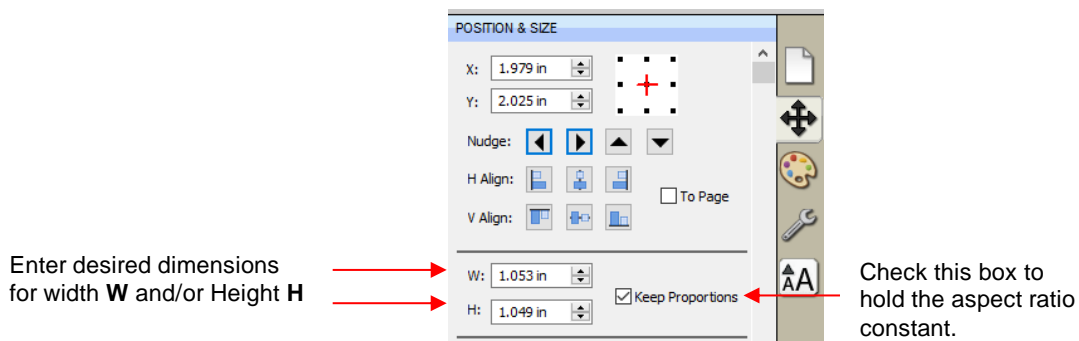 POSITION & SIZE
X: 1.979 in
Y: 2.025 in
Nudge:
H Align:
To Page
V Align:
Enter desired dimensions
for width W and/or Height H
W: 1.053 in
Keep Proportions
H: 1.049 in
AA
Check this box to
hold the aspect ratio
constant.